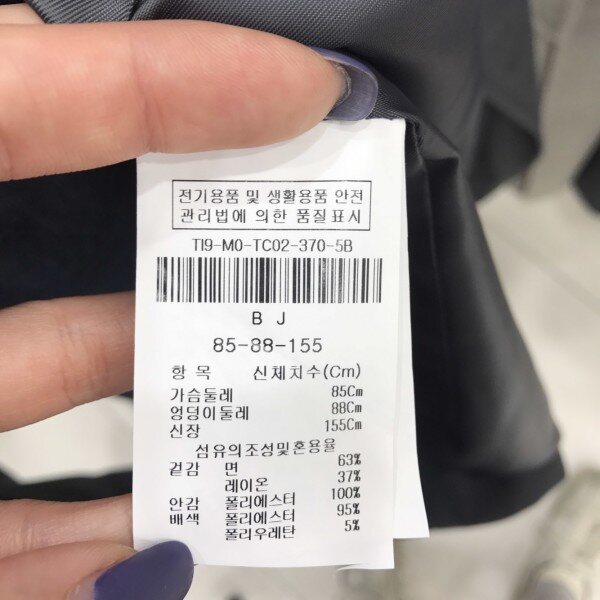 전기용품 및 생활용품 안전
관리법에 의한 품질표시
TI9-MO-TC02-370-5B
B J
85-88-155
항 목 신체치수(Cm)
가슴둘레 85Cm
엉덩이둘레 88Cm
신장 155Cm
섬유의조성및혼용율
겉감 면 63%
레이온 37%
안감 폴리에스터 100%
배색 폴리에스터 95%
폴리우레탄 5%